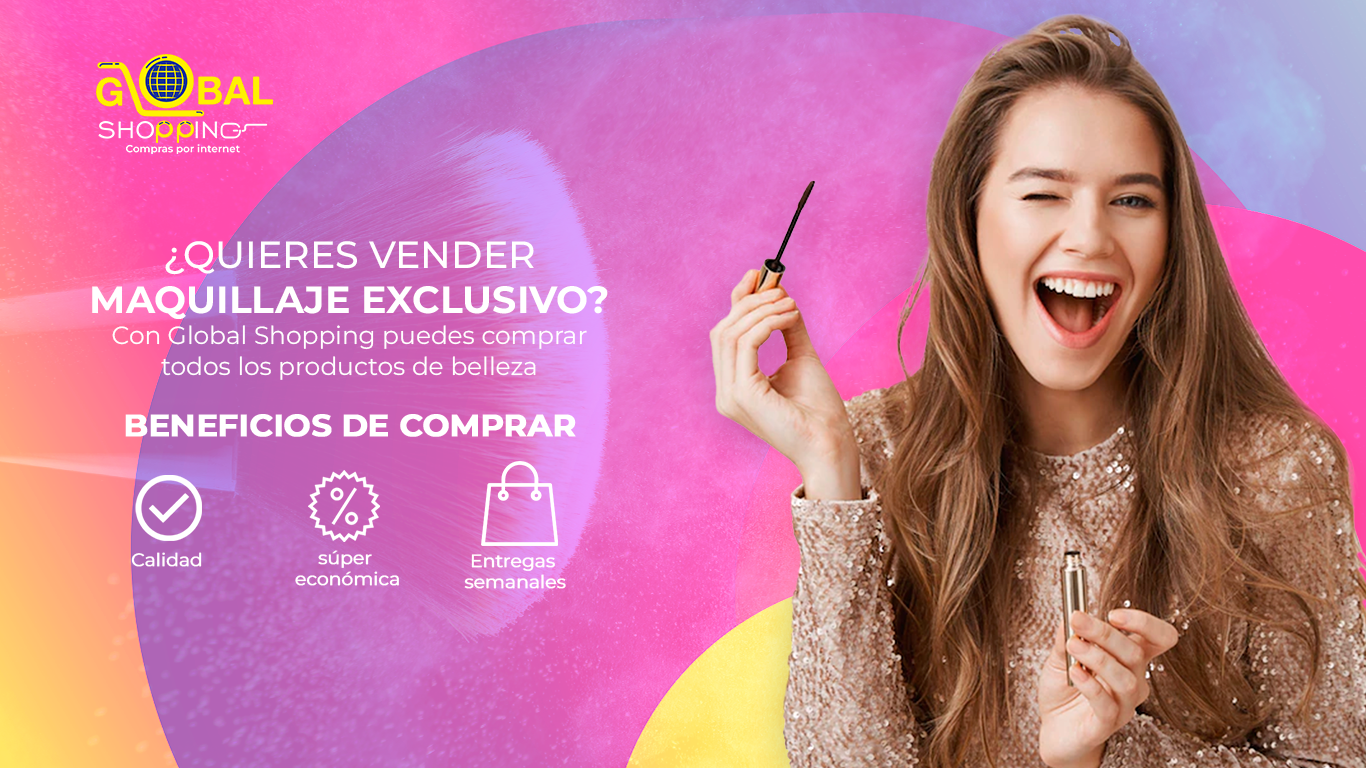 GLOBAL
SHOPPING
Compras por internet
¿QUIERES VENDER
MAQUILLAJE EXCLUSIVO?
Con Global Shopping puedes comprar
todos los productos de belleza
BENEFICIOS DE COMPRAR
%
Calidad
súper
económica
Entregas
semanales